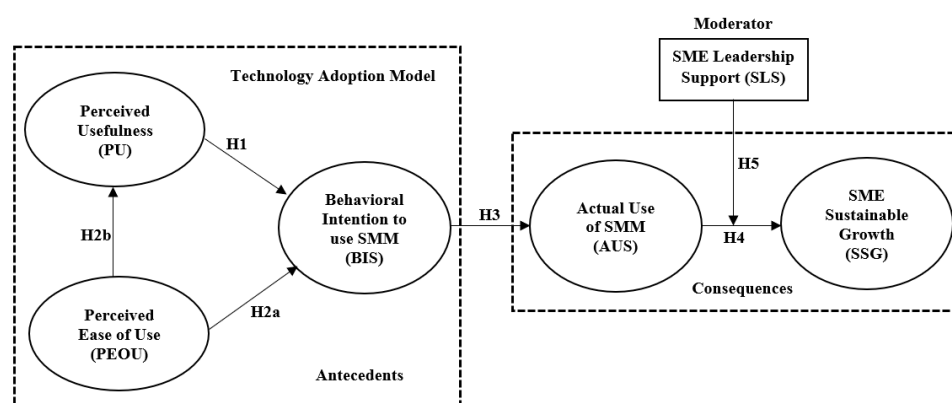 Moderator
SME Leadership
Support (SLS)
Technology Adoption Model
Perceived
Usefulness
(PU)
H1
H2b
Behavioral
Intention to
use SMM
(BIS)
H2a
Perceived
Ease of Use
(PEOU)
Antecedents
H3
Actual Use
of SMM
(AUS)
H5
H4
SME
Sustainable
Growth
(SSG)
Consequences